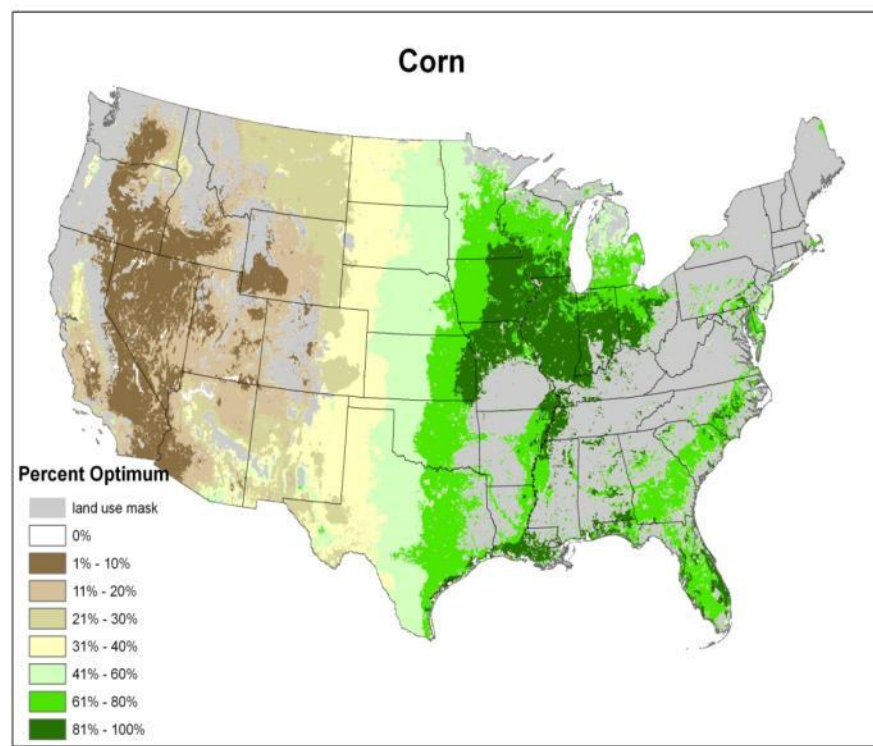 Corn
Percent Optimum
land use mask
0%
1% - 10%
11% - 20%
21% - 30%
31% - 40%
41% - 60%
61% - 80%
81% - 100%